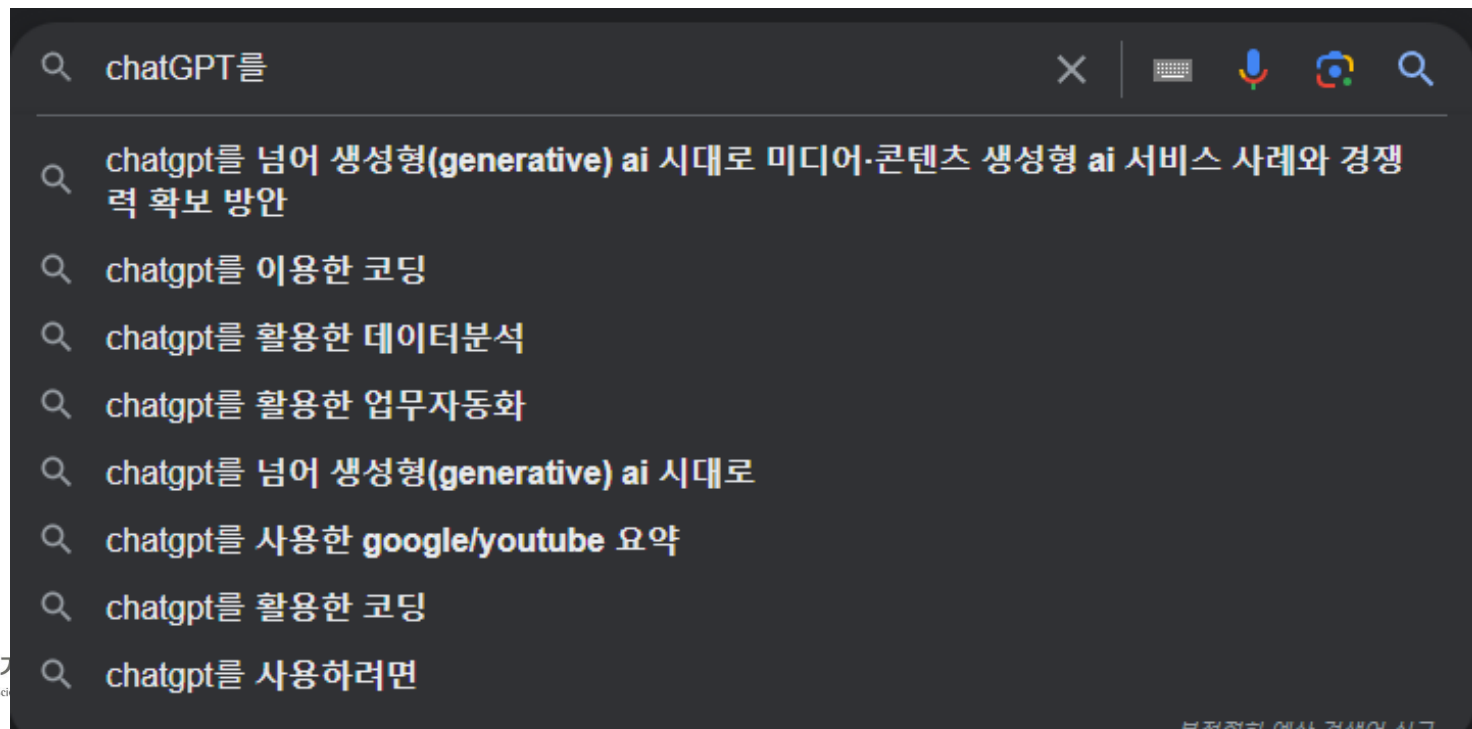 chatGPT를
chatgpt를 넘어 생성형(generative) ai 시대로 미디어·콘텐츠 생성형 ai 서비스 사례와 경쟁
력 확보 방안
chatgpt를 이용한 코딩
chatgpt를 활용한 데이터분석
chatgpt를 활용한 업무자동화
chatgpt를 넘어 생성형(generative) ai 시대로
chatgpt를 사용한 google/youtube 요약
chatgpt를 활용한 코딩
chatgpt를 사용하려면